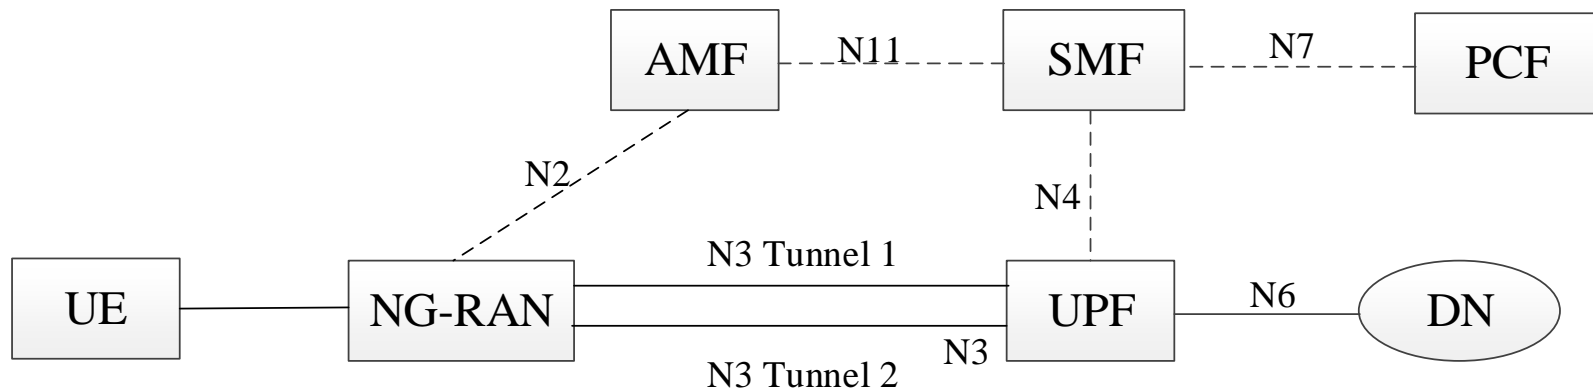 AMF
N11
SMF
N7
PCF
N2
N4
N3 Tunnel 1
UE
NG-RAN
UPF
N6
DN
N3
N3 Tunnel 2